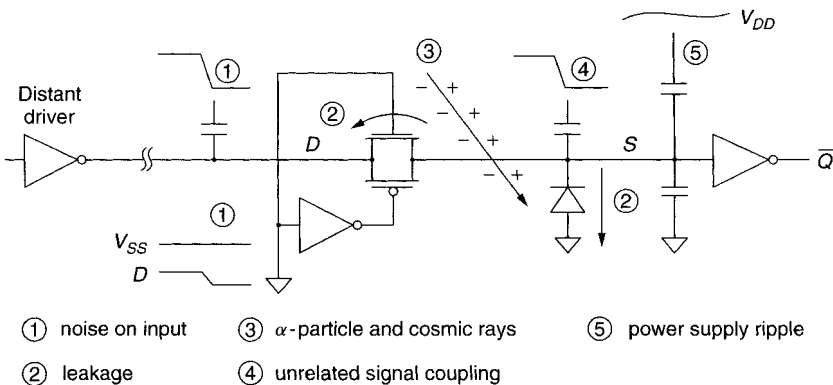 V_DD
③
⑤
①
④
Distant
driver
②
D
S
Q̅
①
②
V_SS
D
① noise on input
③ α-particle and cosmic rays
⑤ power supply ripple
② leakage
④ unrelated signal coupling